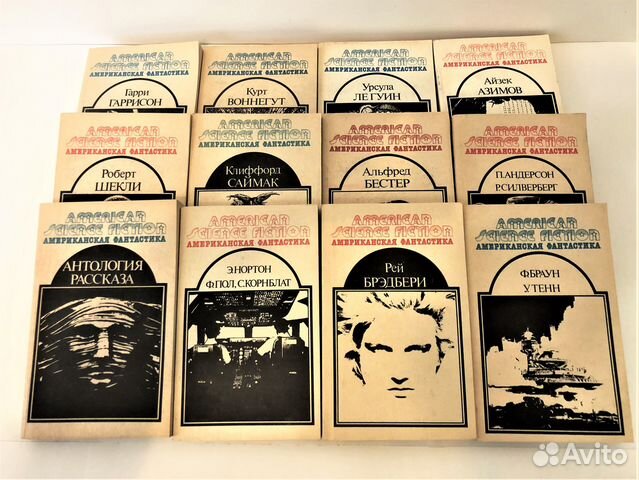 AMERICAN
SCIENCE FICTION
АМЕРИКАНСКАЯ ФАНТАСТИКА
Гарри
ГАРРИСОН
AMERICAN
SCIENCE FICTION
АМЕРИКАНСКАЯ ФАНТАСТИКА
Курт
ВОННЕГУТ
AMERICAN
SCIENCE FICTION
АМЕРИКАНСКАЯ ФАНТАСТИКА
Урсула
ЛЕ ГУИН
AMERICAN
SCIENCE FICTION
АМЕРИКАНСКАЯ ФАНТАСТИКА
Айзек
АЗИМОВ
AMERICAN
SCIENCE FICTION
АМЕРИКАНСКАЯ ФАНТАСТИКА
Роберт
ШЕКЛИ
AMERICAN
SCIENCE FICTION
АМЕРИКАНСКАЯ ФАНТАСТИКА
Клиффорд
САЙМАК
AMERICAN
SCIENCE FICTION
АМЕРИКАНСКАЯ ФАНТАСТИКА
Альфред
БЕСТЕР
AMERICAN
SCIENCE FICTION
АМЕРИКАНСКАЯ ФАНТАСТИКА
П.АНДЕРСОН
Р.СИЛВЕРБЕРГ
AMERICAN
SCIENCE FICTION
АМЕРИКАНСКАЯ ФАНТАСТИКА
АНТОЛОГИЯ
РАССКАЗА
AMERICAN
SCIENCE FICTION
АМЕРИКАНСКАЯ ФАНТАСТИКА
Э.НОРТОН
Ф.ПОЛ, С.КОРНБЛАТ
AMERICAN
SCIENCE FICTION
АМЕРИКАНСКАЯ ФАНТАСТИКА
Рей
БРЭДБЕРИ
AMERICAN
SCIENCE FICTION
АМЕРИКАНСКАЯ ФАНТАСТИКА
Ф.БРАУН
У.ТЕНН
Avito